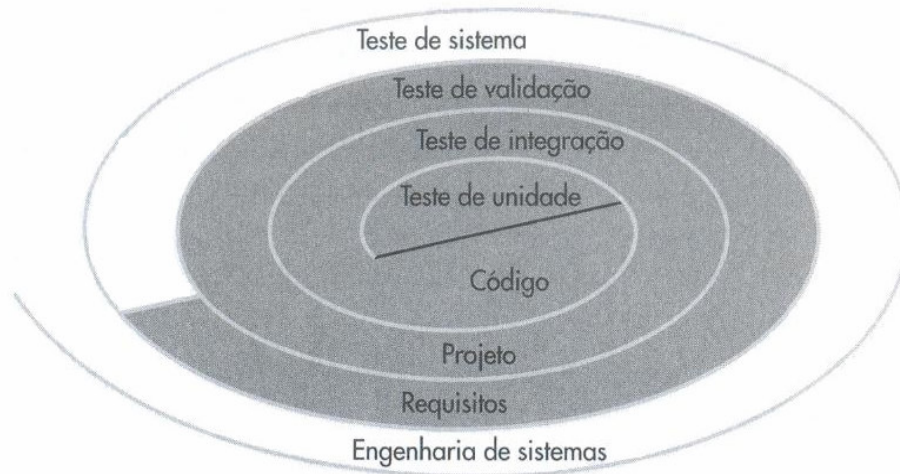 Teste de sistema
Teste de validação
Teste de integração
Teste de unidade
Código
Projeto
Requisitos
Engenharia de sistemas